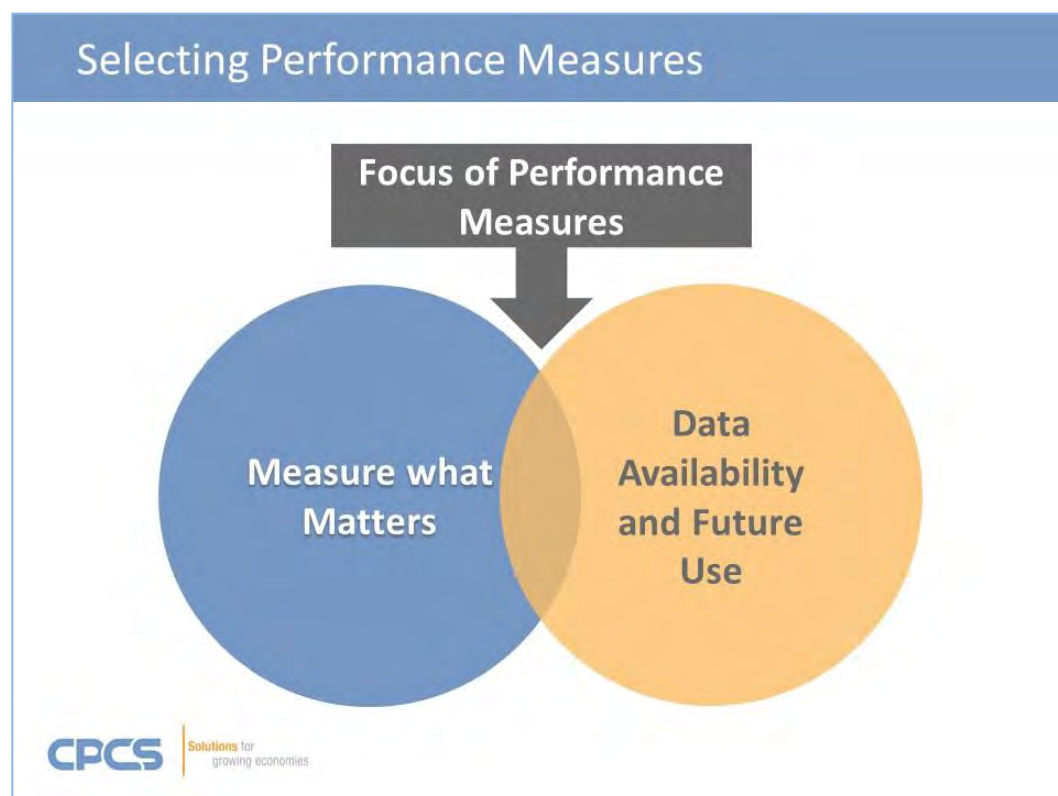 Selecting Performance Measures
Focus of Performance
Measures
Measure what
Matters
Data
Availability
and Future
Use
CPCS
Solutions for
growing economies